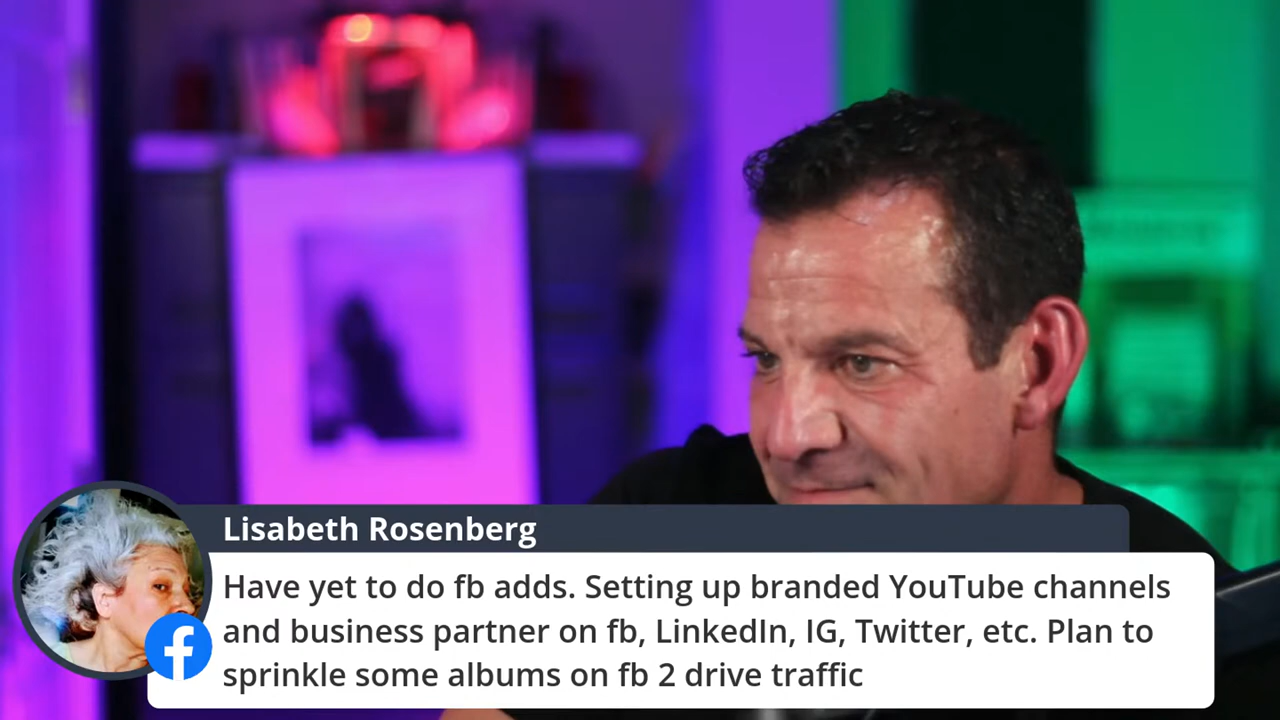 Lisabeth Rosenberg
Have yet to do fb adds. Setting up branded YouTube channels
and business partner on fb, LinkedIn, IG, Twitter, etc. Plan to
sprinkle some albums on fb 2 drive traffic